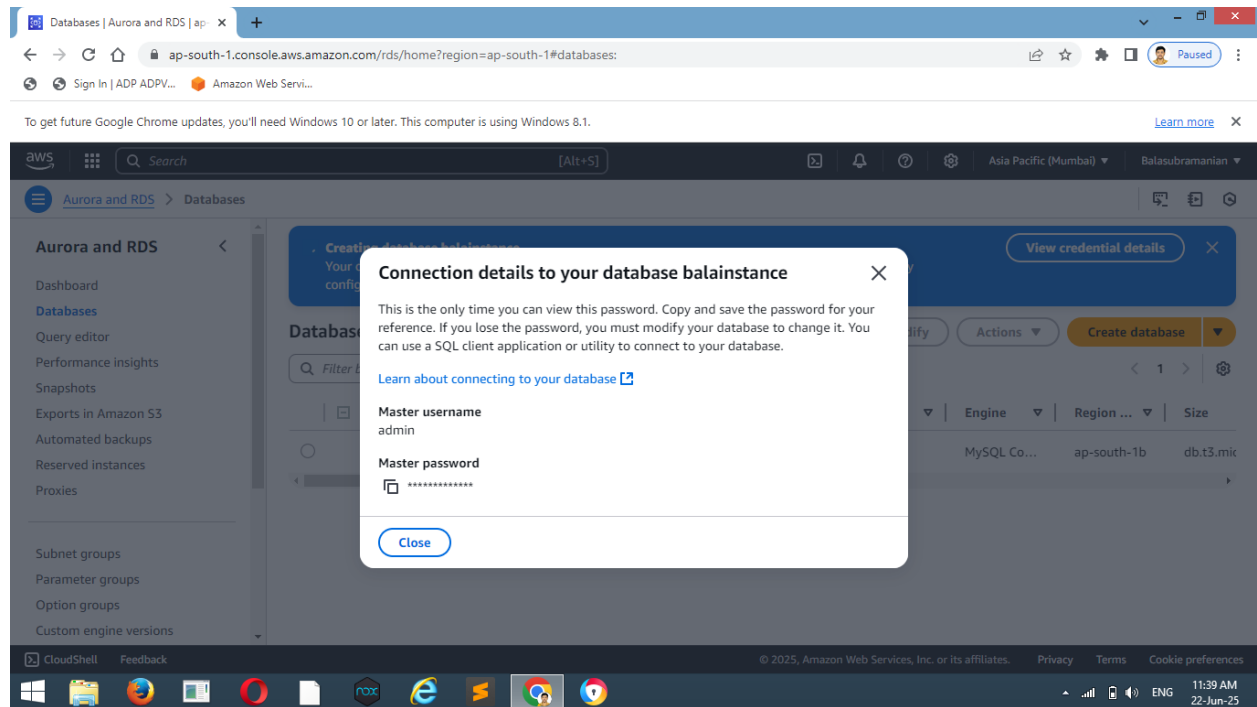 Databases | Aurora and RDS | ap-
ap-south-1.console.aws.amazon.com/rds/home?region=ap-south-1#databases:
Paused
Sign In | ADP ADPV...
Amazon Web Servi...
To get future Google Chrome updates, you'll need Windows 10 or later. This computer is using Windows 8.1.
Learn more
aws
Search
[Alt+S]
Asia Pacific (Mumbai)
Balasubramanian
Aurora and RDS > Databases
Aurora and RDS
Dashboard
Databases
Query editor
Performance insights
Snapshots
Exports in Amazon S3
Automated backups
Reserved instances
Proxies
Subnet groups
Parameter groups
Option groups
Custom engine versions
Creating database balainstance
Your
config
View credential details
Databas
Actions
Create database
Filter
1
Engine
Region ...
Size
MySQL Co...
ap-south-1b
db.t3.mic
Connection details to your database balainstance
This is the only time you can view this password. Copy and save the password for your
reference. If you lose the password, you must modify your database to change it. You
can use a SQL client application or utility to connect to your database.
Learn about connecting to your database
Master username
admin
Master password
*************
Close
CloudShell
Feedback
© 2025, Amazon Web Services, Inc. or its affiliates.
Privacy
Terms
Cookie preferences
nox
ENG
11:39 AM
22-Jun-25